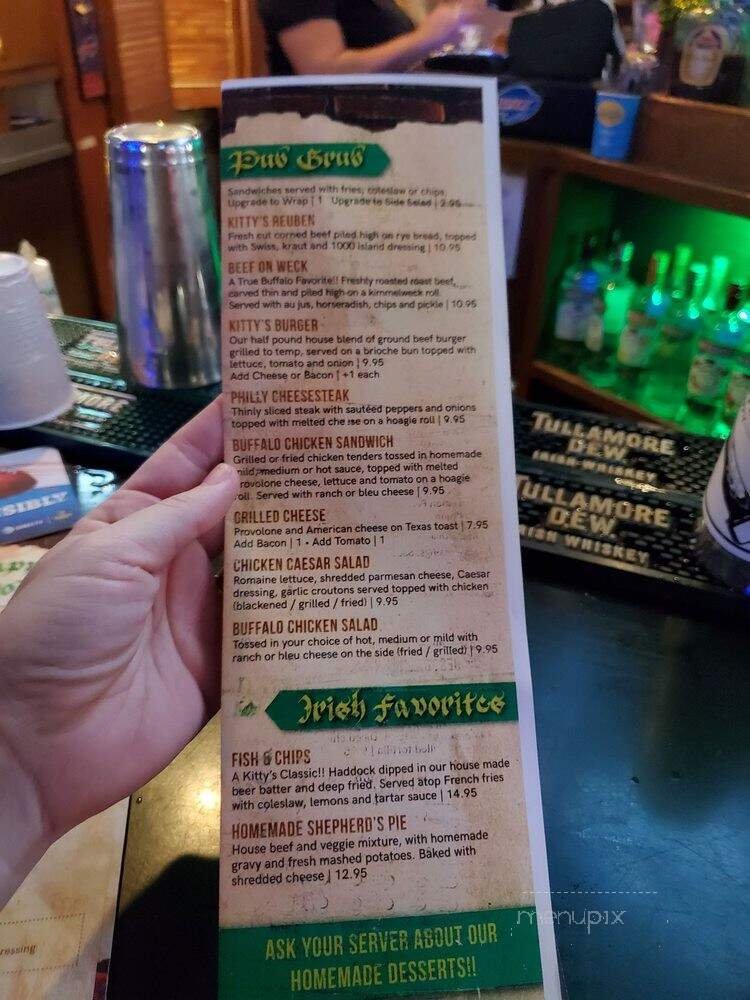 Pub Grub
Sandwiches served with fries, coleslaw or chips
Upgrade to Wrap | 1 Upgrade to Side Salad | 2.95
KITTY'S REUBEN
Fresh cut corned beef piled high on rye bread, topped
with Swiss, kraut and 1000 island dressing | 10.95
BEEF ON WECK
A True Buffalo Favorite!! Freshly roasted roast beef,
carved thin and piled high on a kimmelweck roll.
Served with au jus, horseradish, chips and pickle | 10.95
KITTY'S BURGER
Our half pound house blend of ground beef burger
grilled to temp, served on a brioche bun topped with
lettuce, tomato and onion | 9.95
Add Cheese or Bacon | +1 each
PHILLY CHEESESTEAK
Thinly sliced steak with sautéed peppers and onions
topped with melted cheese on a hoagie roll | 9.95
BUFFALO CHICKEN SANDWICH
Grilled or fried chicken tenders tossed in homemade
mild, medium or hot sauce, topped with melted
provolone cheese, lettuce and tomato on a hoagie
roll. Served with ranch or bleu cheese | 9.95
GRILLED CHEESE
Provolone and American cheese on Texas toast | 7.95
Add Bacon | 1 • Add Tomato | 1
CHICKEN CAESAR SALAD
Romaine lettuce, shredded parmesan cheese, Caesar
dressing, garlic croutons served topped with chicken
(blackened / grilled / fried) | 9.95
BUFFALO CHICKEN SALAD
Tossed in your choice of hot, medium or mild with
ranch or bleu cheese on the side (fried / grilled) | 9.95
Irish Favorites
FISH & CHIPS
A Kitty's Classic!! Haddock dipped in our house made
beer batter and deep fried. Served atop French fries
with coleslaw, lemons and tartar sauce | 14.95
HOMEMADE SHEPHERD'S PIE
House beef and veggie mixture, with homemade
gravy and fresh mashed potatoes. Baked with
shredded cheese | 12.95
ASK YOUR SERVER ABOUT OUR
HOMEMADE DESSERTS!!
TULLAMORE
DEW
IRISH WHISKEY
TULLAMORE
DEW
IRISH WHISKEY
SIBLY
ressing
menupix